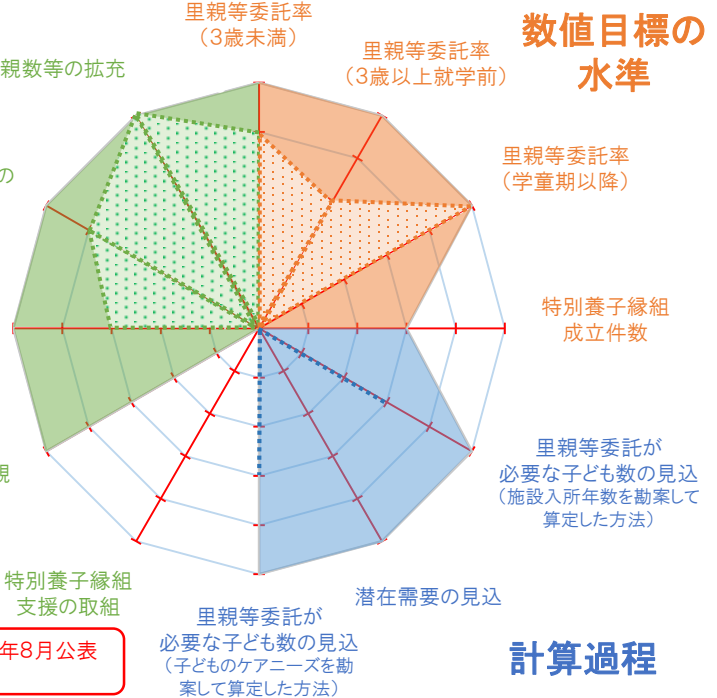 里親等委託率
（3歳未満）
数値目標の
水準
里親等委託率
（3歳以上就学前）
親数等の拡充
里親等委託率
（学童期以降）
の
特別養子縁組
成立件数
里親等委託が
必要な子ども数の見込
（施設入所年数を勘案して
算定した方法）
親
特別養子縁組
支援の取組
潜在需要の見込
里親等委託が
必要な子ども数の見込
（子どものケアニーズを勘
案して算定した方法）
年8月公表
計算過程